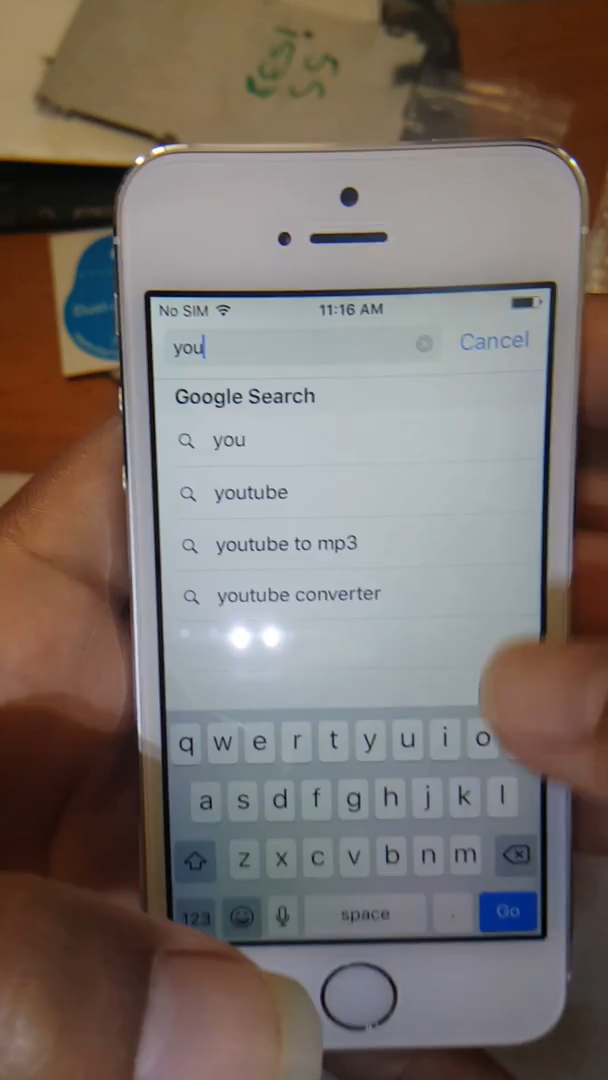 No SIM 11:16 AM
you Cancel
Google Search
you
youtube
youtube to mp3
youtube converter
q w e r t y u i o
a s d f g h j k l
z x c v b n m
123 space . Go